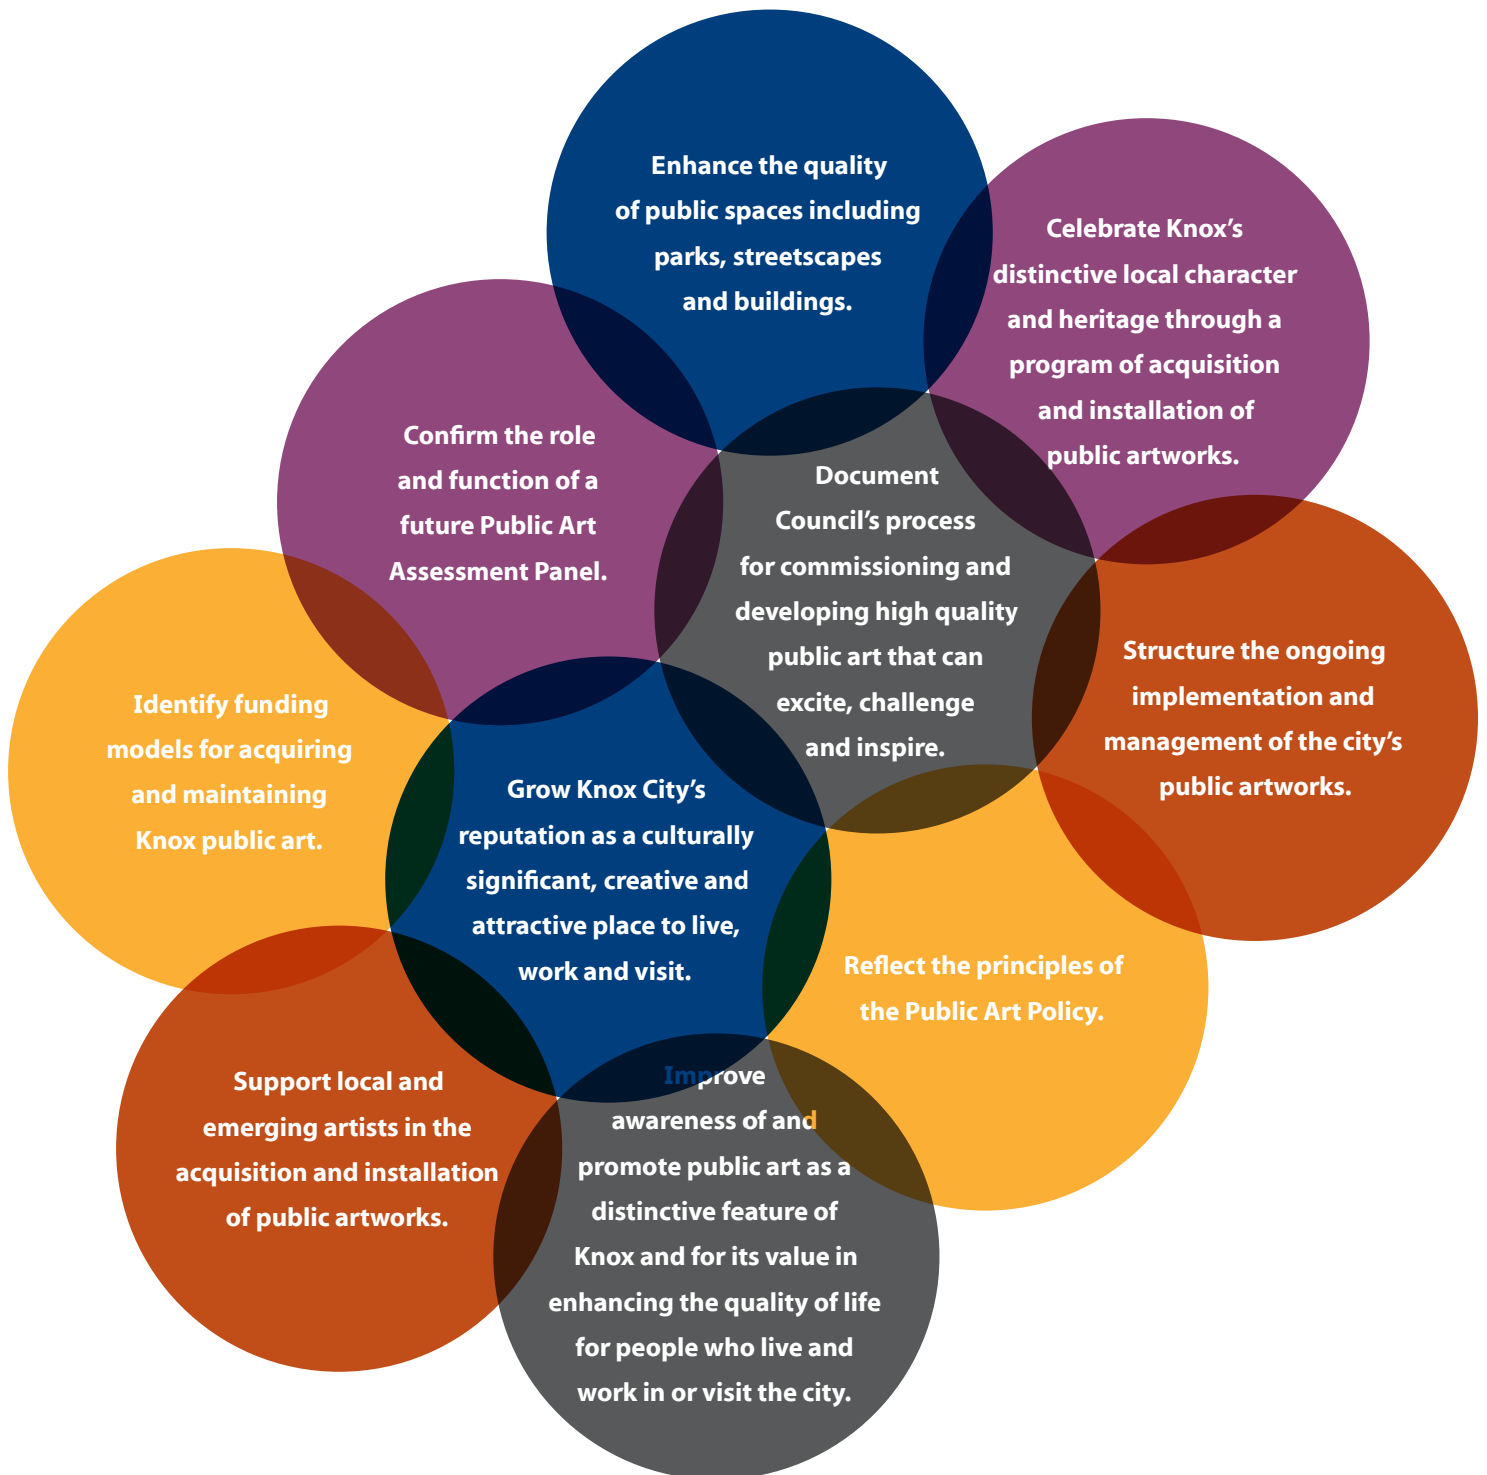 Enhance the quality
of public spaces including
parks, streetscapes
and buildings.
Celebrate Knox’s
distinctive local character
and heritage through a
program of acquisition
and installation of
public artworks.
Confirm the role
and function of a
future Public Art
Assessment Panel.
Document
Council’s process
for commissioning and
developing high quality
public art that can
excite, challenge
and inspire.
Structure the ongoing
implementation and
management of the city’s
public artworks.
Identify funding
models for acquiring
and maintaining
Knox public art.
Grow Knox City’s
reputation as a culturally
significant, creative and
attractive place to live,
work and visit.
Reflect the principles of
the Public Art Policy.
Support local and
emerging artists in the
acquisition and installation
of public artworks.
Improve
awareness of and
promote public art as a
distinctive feature of
Knox and for its value in
enhancing the quality of life
for people who live and
work in or visit the city.